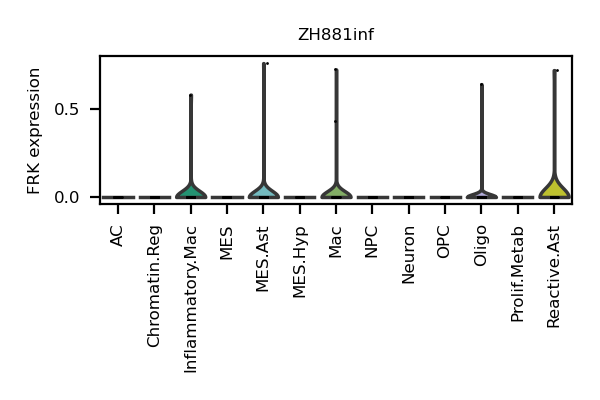 ZH881inf
FRK expression
0.5
0.0
AC
Chromatin.Reg
Inflammatory.Mac
MES
MES.Ast
MES.Hyp
Mac
NPC
Neuron
OPC
Oligo
Prolif.Metab
Reactive.Ast